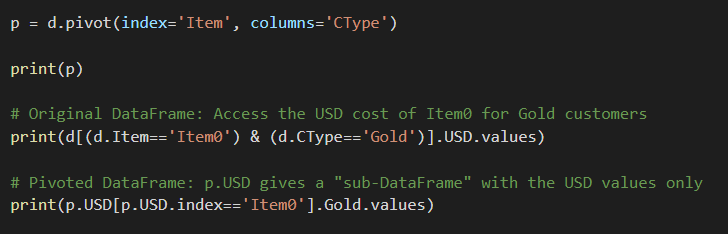 p = d.pivot(index='Item', columns='CType')
print(p)
# Original DataFrame: Access the USD cost of Item0 for Gold customers
print(d[(d.Item=='Item0') & (d.CType=='Gold')].USD.values)
# Pivoted DataFrame: p.USD gives a "sub-DataFrame" with the USD values only
print(p.USD[p.USD.index=='Item0'].Gold.values)